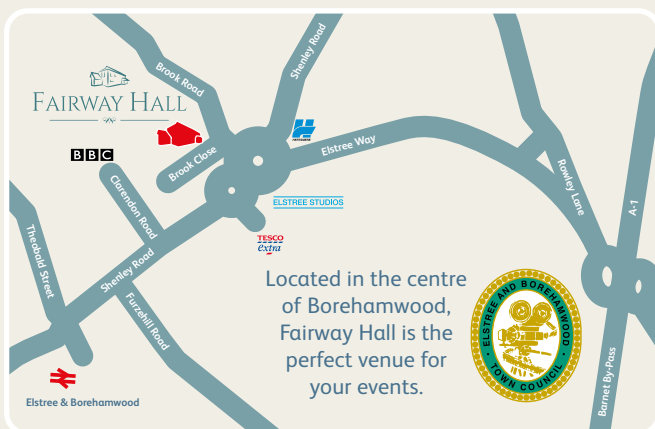 Brook Road
Shenley Road
FAIRWAY HALL
BBC
Brook Close
Elstree Way
Clarendon Road
Rowley Lane
ELSTREE STUDIOS
A-1
Theobald Street
TESCO
extra
Shenley Road
Furzehill Road
Located in the centre
of Borehamwood,
Fairway Hall is the
perfect venue for
your events.
ELSTREE AND BOREHAMWOOD
· TOWN COUNCIL ·
Barnet By-Pass
Elstree & Borehamwood